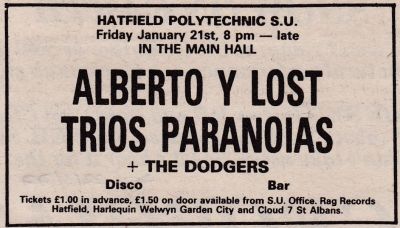 HATFIELD POLYTECHNIC S.U.
Friday January 21st, 8 pm — late
IN THE MAIN HALL
ALBERTO Y LOST
TRIOS PARANOIAS
+ THE DODGERS
Disco Bar
Tickets £1.00 in advance, £1.50 on door available from S.U. Office. Rag Records
Hatfield, Harlequin Welwyn Garden City and Cloud 7 St Albans.